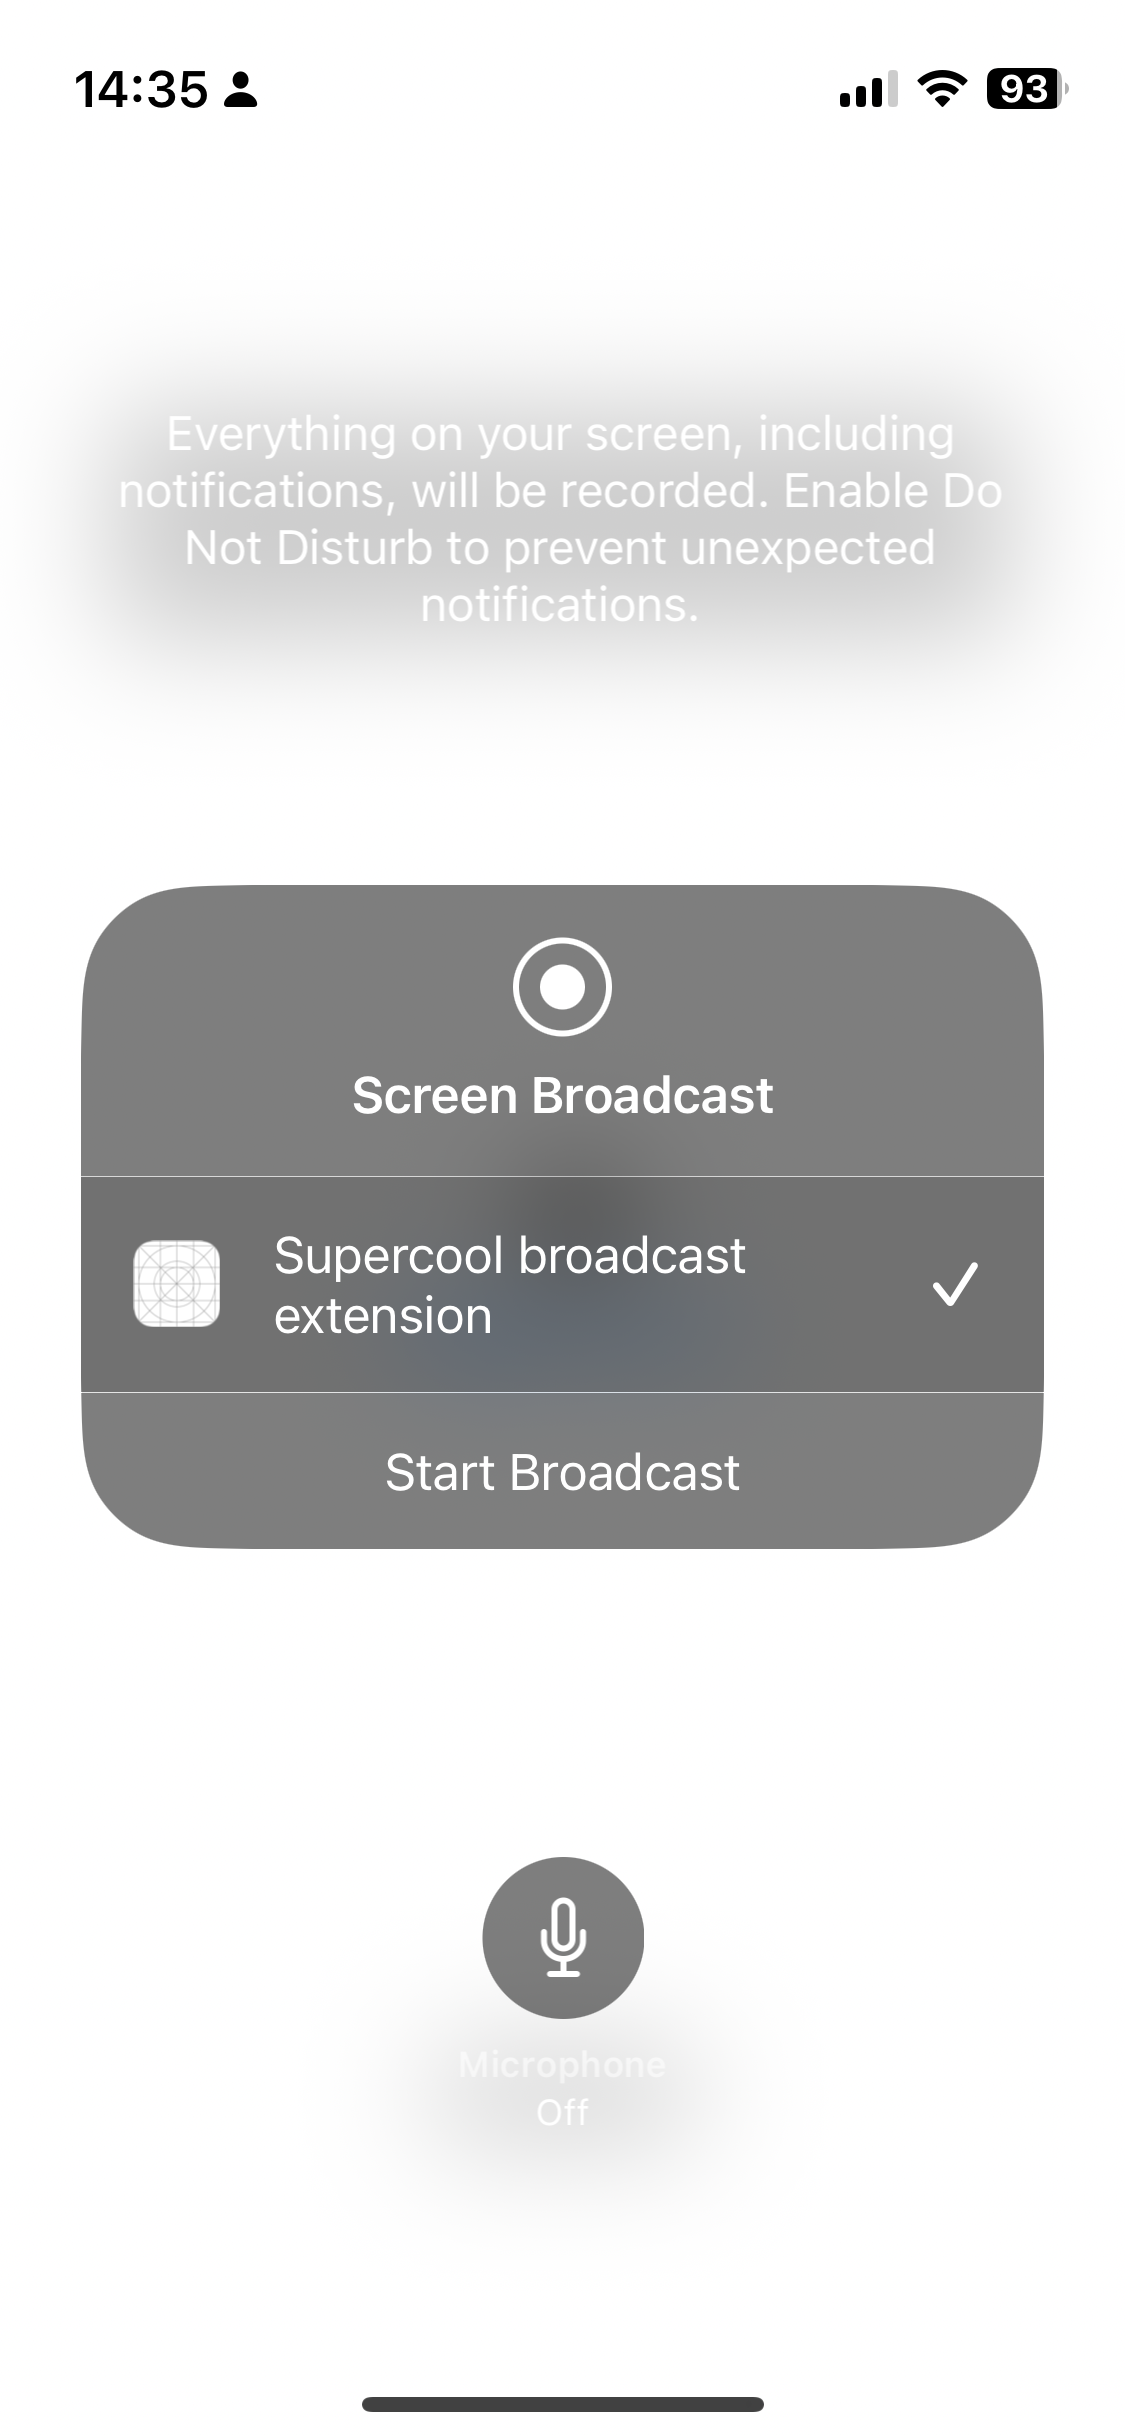 14:35
93
Everything on your screen, including
notifications, will be recorded. Enable Do
Not Disturb to prevent unexpected
notifications.
Screen Broadcast
Supercool broadcast
extension
Start Broadcast
Microphone
Off